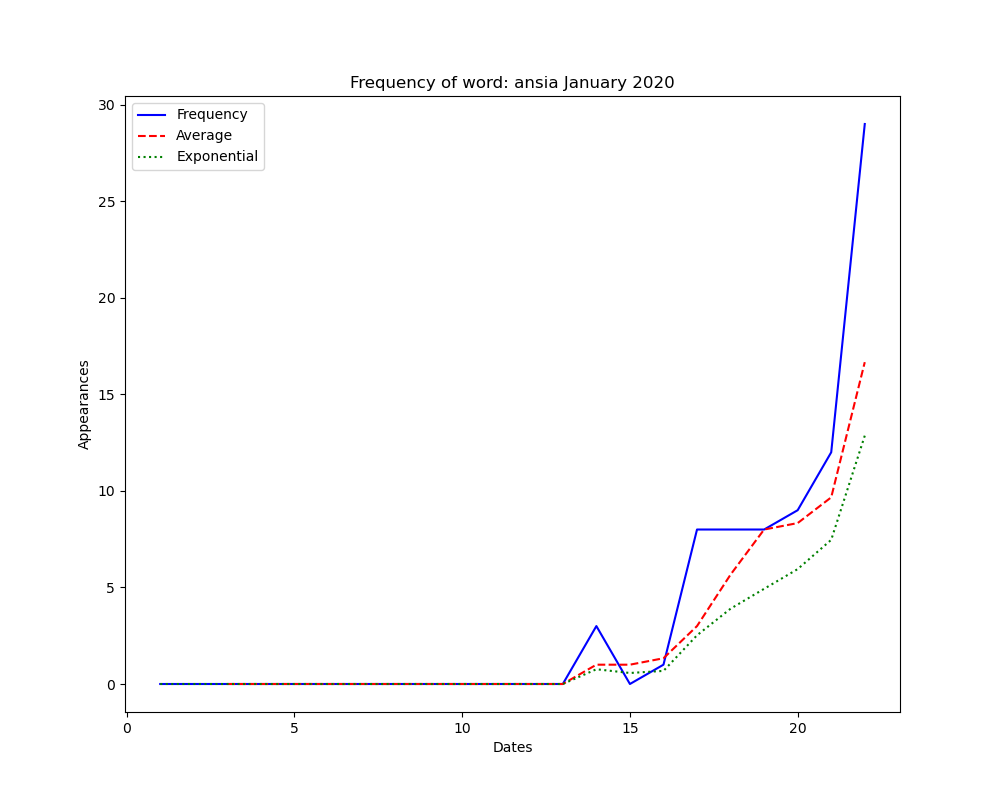 Frequency of word: ansia January 2020
Frequency
Average
Exponential
30
25
20
15
10
5
0
Appearances
0 5 10 15 20
Dates